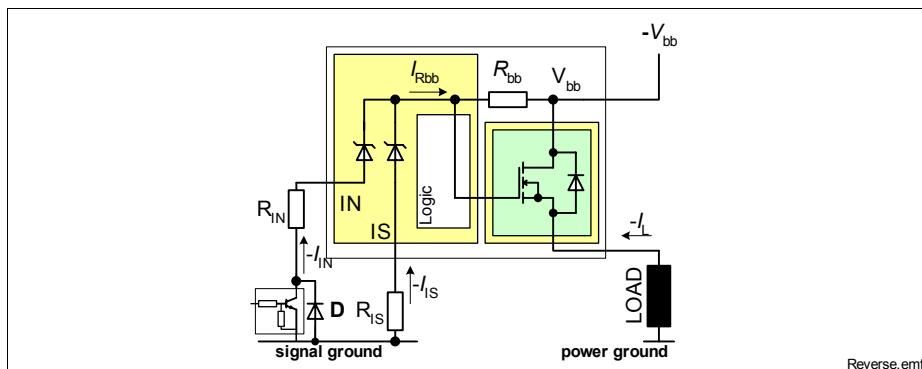 -Vbb
IRbb
Rbb
Vbb
Logic
RIN
IN
IS
-IL
-IIN
-IIS
D
RIS
LOAD
signal ground
power ground
Reverse.emf